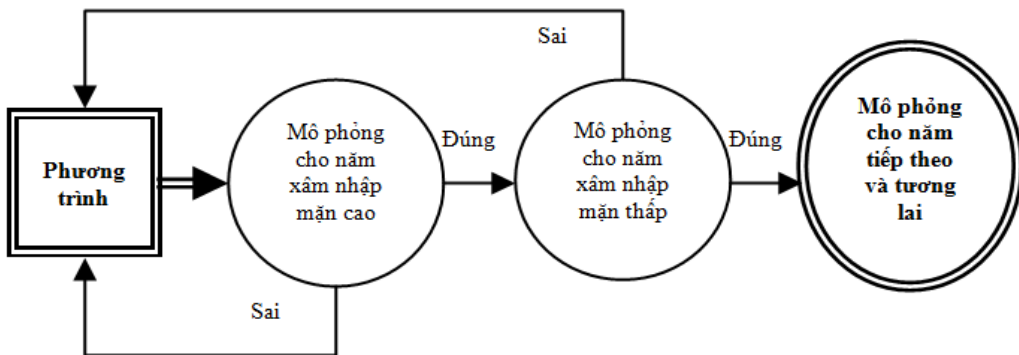 Sai
Phương
trình
Mô phỏng
cho năm
xâm nhập
mặn cao
Đúng
Mô phỏng
cho năm
xâm nhập
mặn thấp
Đúng
Mô phỏng
cho năm
tiếp theo
và tương
lai
Sai